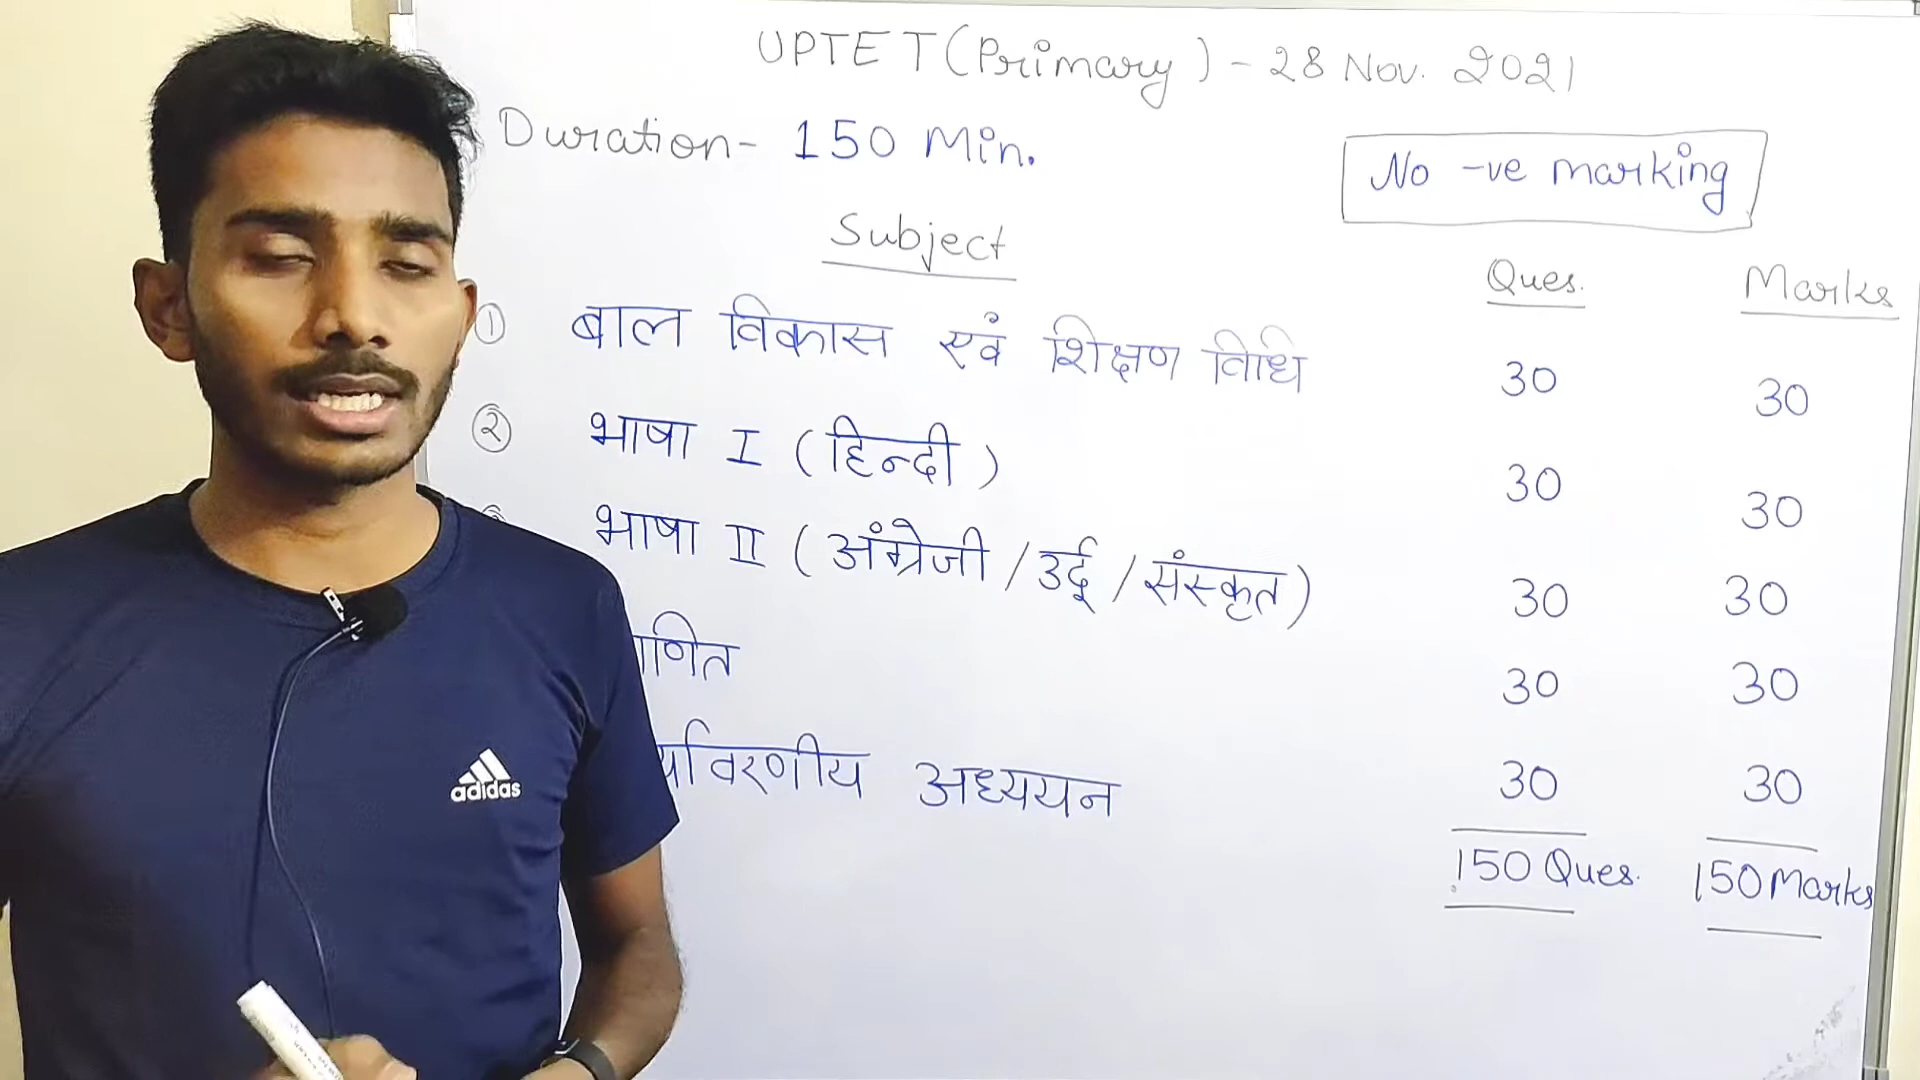 UPTET (Primary) - 28 Nov. 2021
Duration- 150 Min.
No -ve marking
Subject Ques. Marks
① बाल विकास एवं शिक्षण विधि 30 30
② भाषा I (हिन्दी) 30 30
भाषा II (अंग्रेजी / उर्दू / संस्कृत) 30 30
गणित 30 30
र्यावरणीय अध्ययन 30 30
150 Ques. 150 Marks
adidas